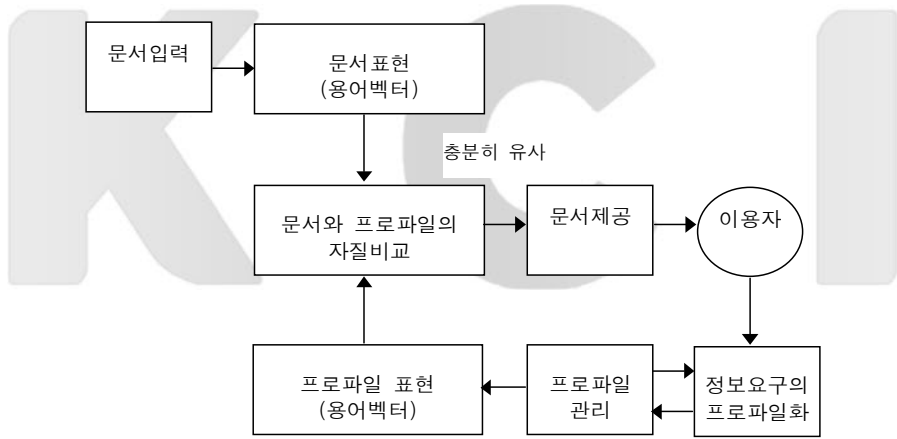 KCI
문서입력
문서표현
(용어벡터)
충분히 유사
문서와 프로파일의
자질비교
문서제공
이용자
프로파일 표현
(용어벡터)
프로파일
관리
정보요구의
프로파일화